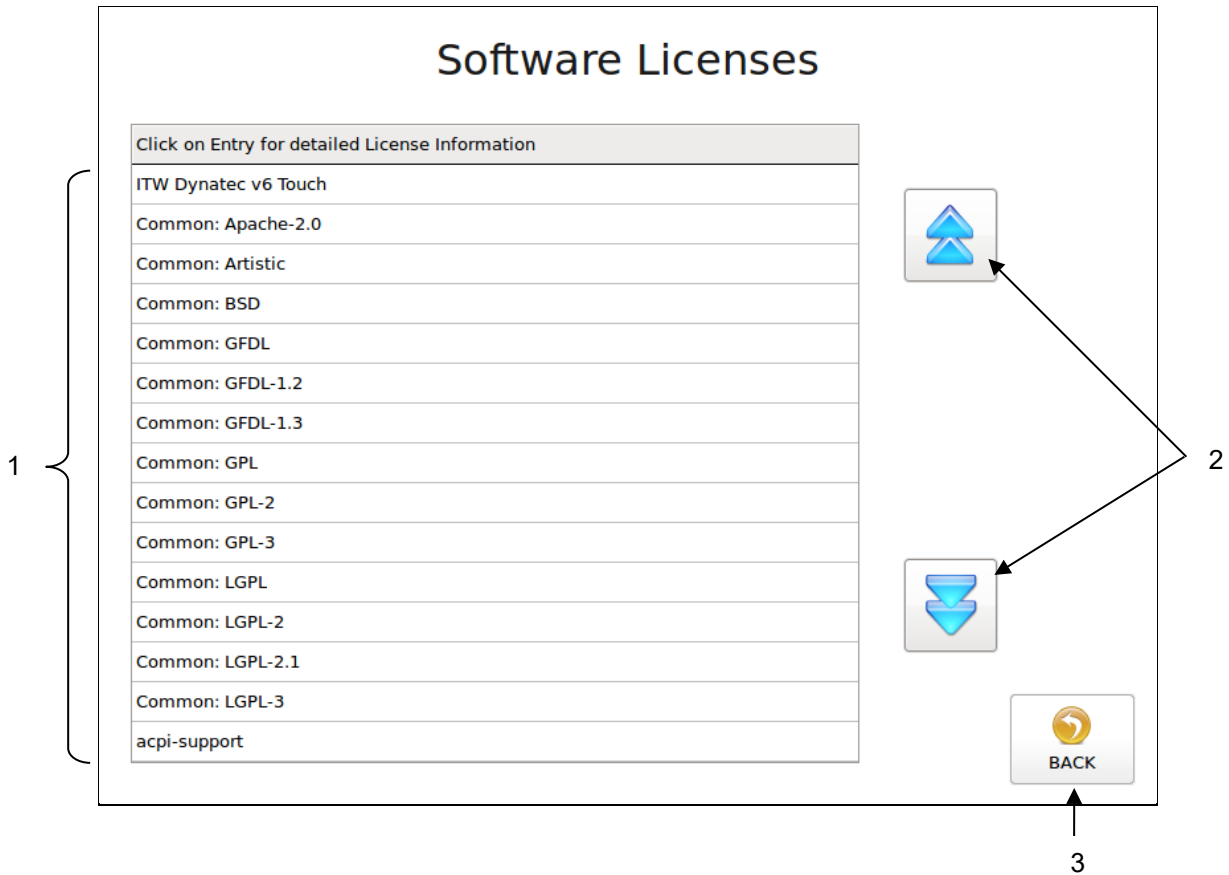 Software Licenses
Click on Entry for detailed License Information
ITW Dynatec v6 Touch
Common: Apache-2.0
Common: Artistic
Common: BSD
Common: GFDL
Common: GFDL-1.2
Common: GFDL-1.3
1
Common: GPL
2
Common: GPL-2
Common: GPL-3
Common: LGPL
Common: LGPL-2
Common: LGPL-2.1
Common: LGPL-3
acpi-support
BACK
3